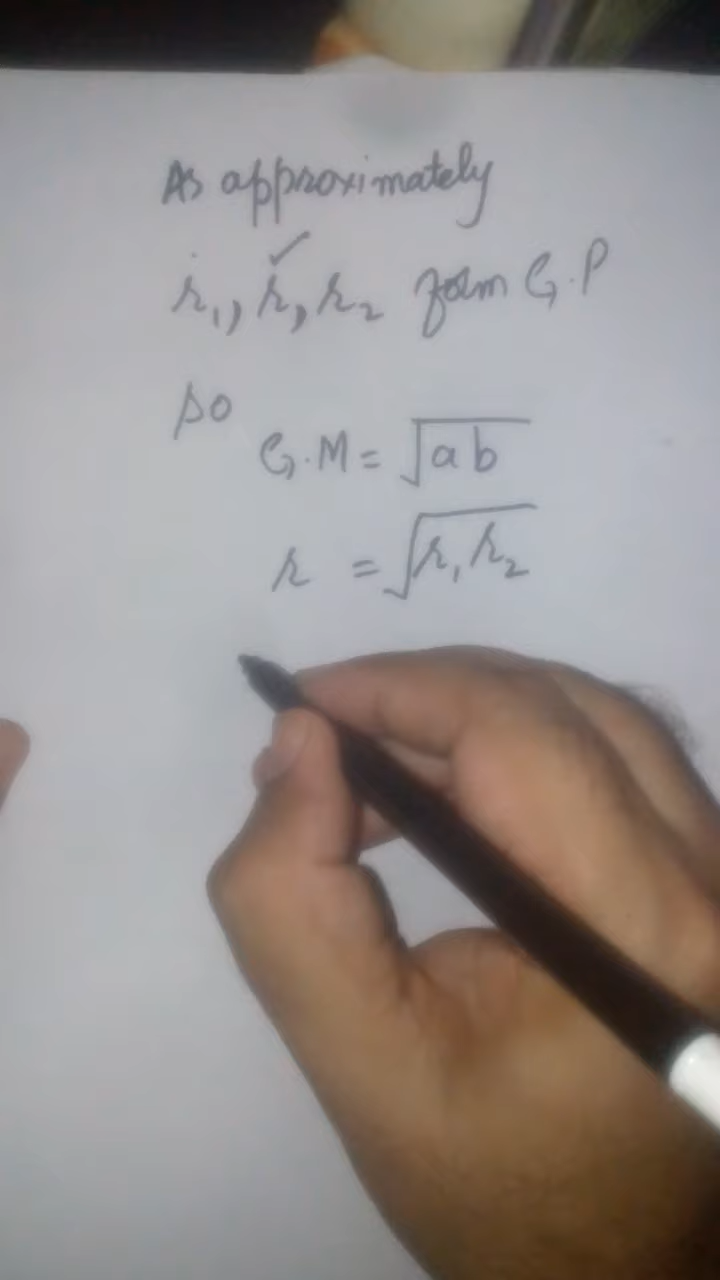 As approximately
r₁, r, r₂ form G.P
so
G.M = √ab
r = √r₁r₂